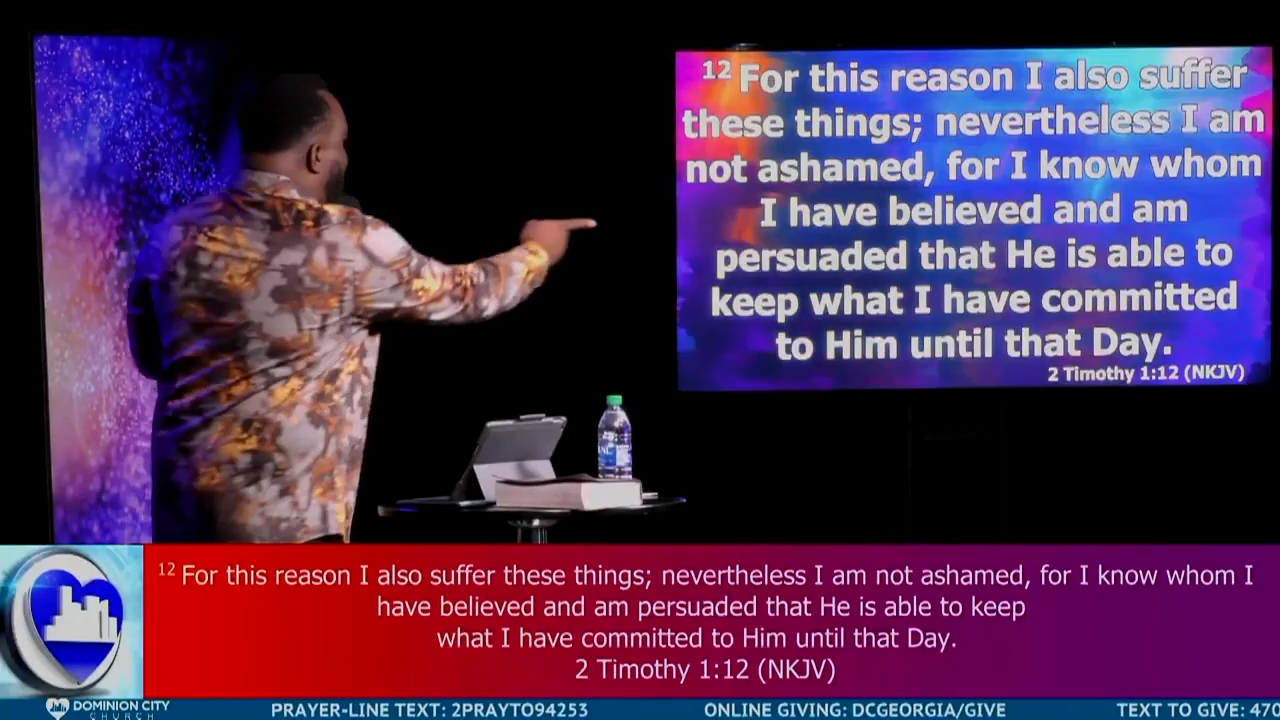 12 For this reason I also suffer
these things; nevertheless I am
not ashamed, for I know whom
I have believed and am
persuaded that He is able to
keep what I have committed
to Him until that Day.
2 Timothy 1:12 (NKJV)
12 For this reason I also suffer these things; nevertheless I am not ashamed, for I know whom I
have believed and am persuaded that He is able to keep
what I have committed to Him until that Day.
2 Timothy 1:12 (NKJV)
DOMINION CITY
CHURCH
PRAYER-LINE TEXT: 2PRAYTO94253
ONLINE GIVING: DCGEORGIA/GIVE
TEXT TO GIVE: 470